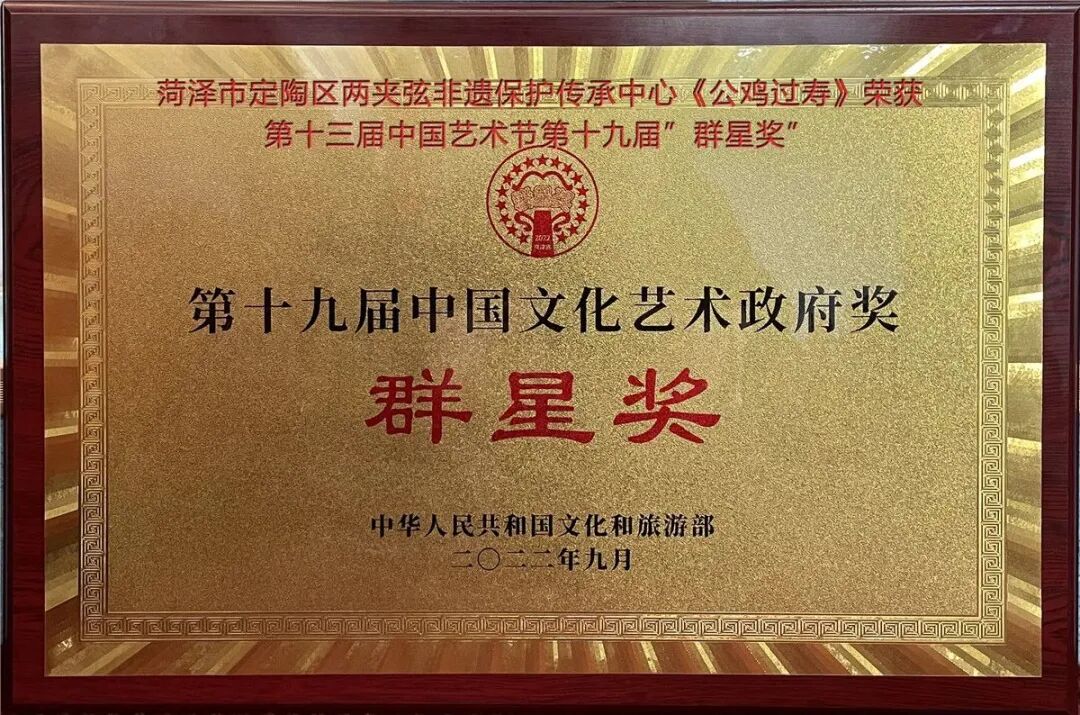 菏泽市定陶区两夹弦非遗保护传承中心《公鸡过寿》荣获
第十三届中国艺术节第十九届”群星奖”
2022
第十九届中国文化艺术政府奖
群星奖
中华人民共和国文化和旅游部
二〇二二年九月